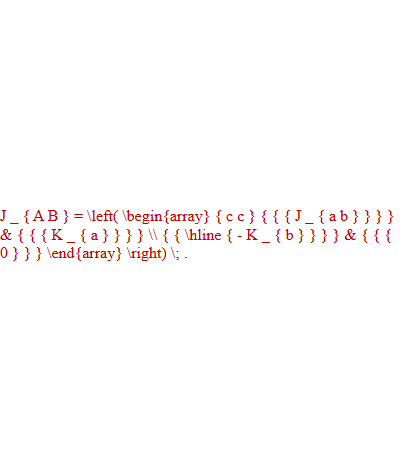 J _ { A B } = \left( \begin{array} { c c } { { { J _ { a b } } } }
& { { { K _ { a } } } } \\ { { \hline { - K _ { b } } } } & { { {
0 } } } \end{array} \right) \; .